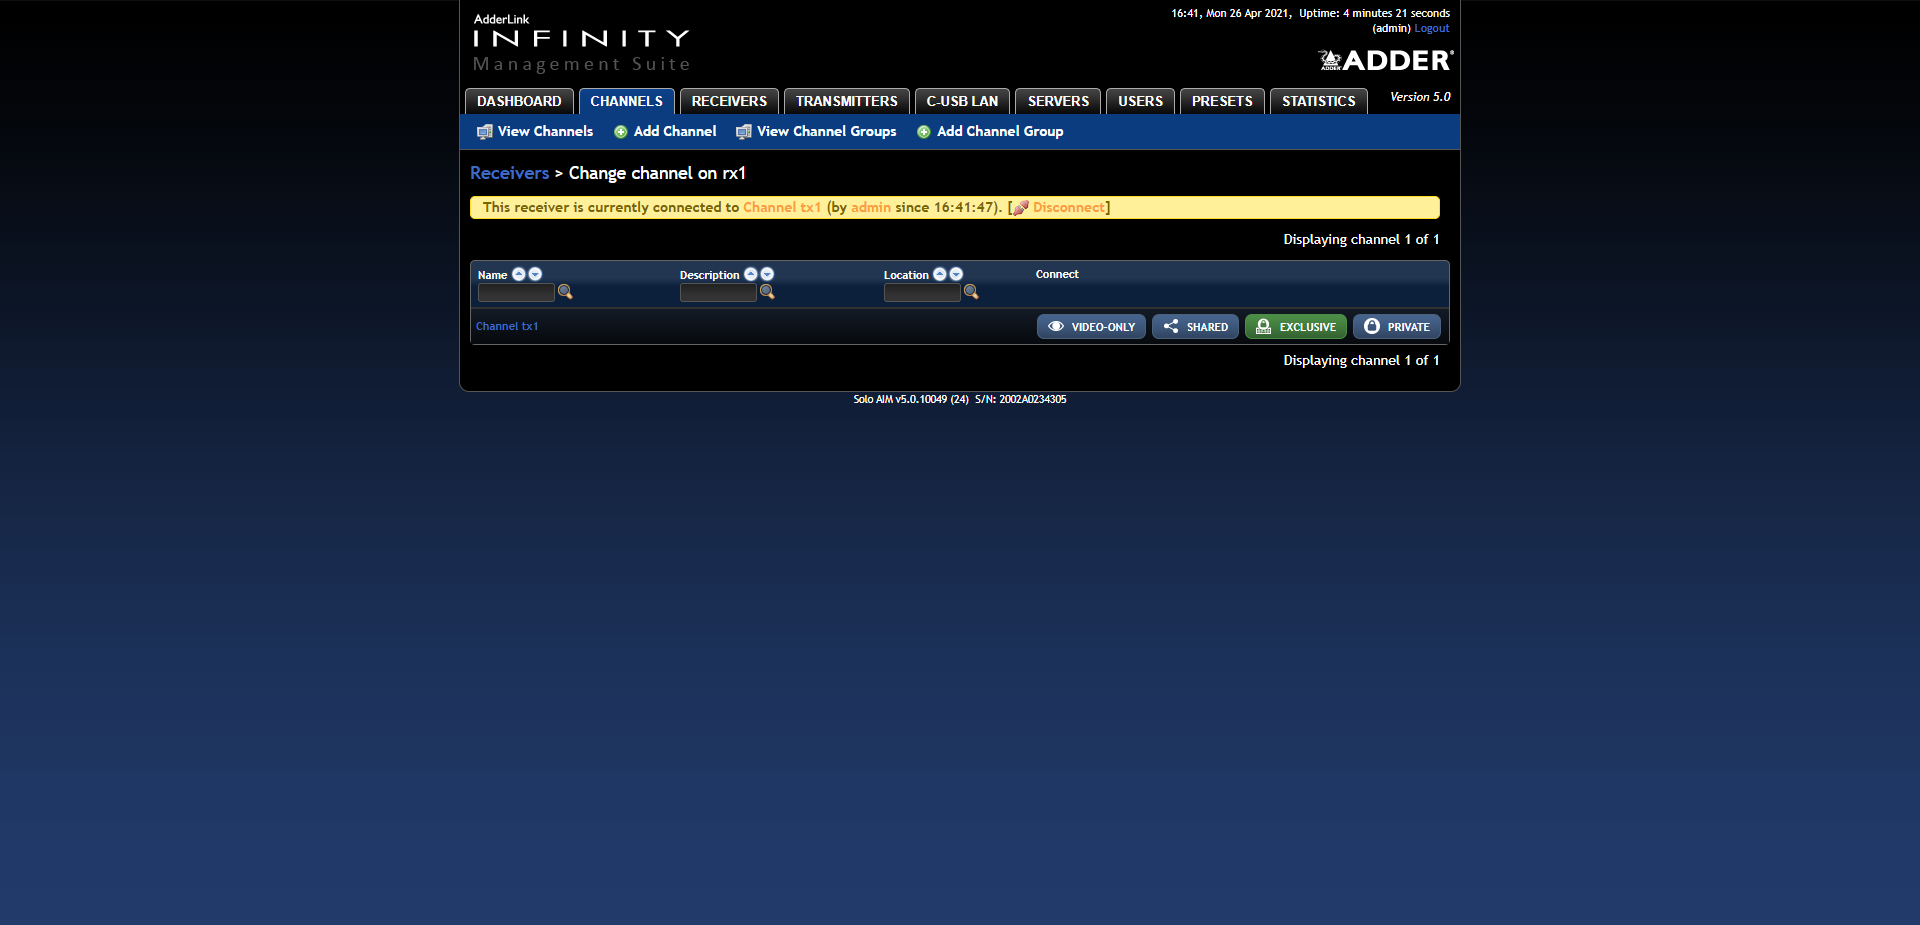 AdderLink
INFINITY
Management Suite
16:41, Mon 26 Apr 2021, Uptime: 4 minutes 21 seconds
(admin) Logout
ADDER
Version 5.0
DASHBOARD CHANNELS RECEIVERS TRANSMITTERS C-USB LAN SERVERS USERS PRESETS STATISTICS
View Channels Add Channel View Channel Groups Add Channel Group
Receivers > Change channel on rx1
This receiver is currently connected to Channel tx1 (by admin since 16:41:47). [ Disconnect]
Displaying channel 1 of 1
Name Description Location Connect
Channel tx1 VIDEO-ONLY SHARED EXCLUSIVE PRIVATE
Displaying channel 1 of 1
Solo AIM v5.0.10049 (24) S/N: 2002A0234305